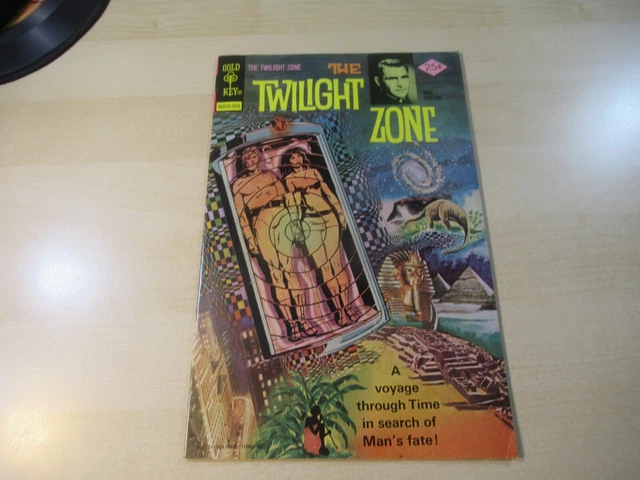 GOLD
KEY®
THE TWILIGHT ZONE
THE
TWILIGHT
ZONE
25¢
A
voyage
through Time
in search of
Man's fate!